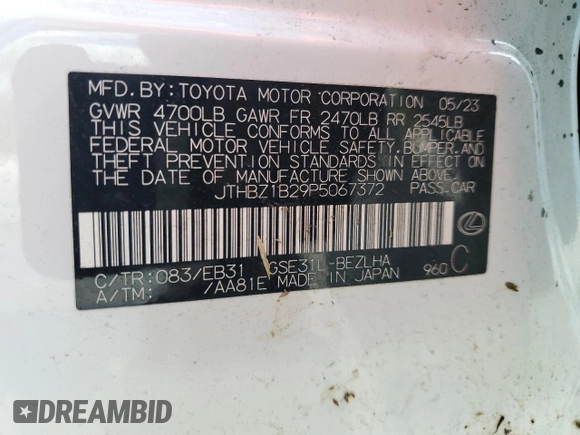 MFD. BY: TOYOTA MOTOR CORPORATION 05/23
GVWR 4700LB GAWR FR 2470LB RR 2545LB
THIS VEHICLE CONFORMS TO ALL APPLICABLE
FEDERAL MOTOR VEHICLE SAFETY, BUMPER, AND
THEFT PREVENTION STANDARDS IN EFFECT ON
THE DATE OF MANUFACTURE SHOWN ABOVE.
JTHBZ1B29P5067372 PASS.CAR
C/TR: 083/EB31 GSE31L-BEZLHA
A/TM: /AA81E MADE IN JAPAN 960 C
DREAMBID